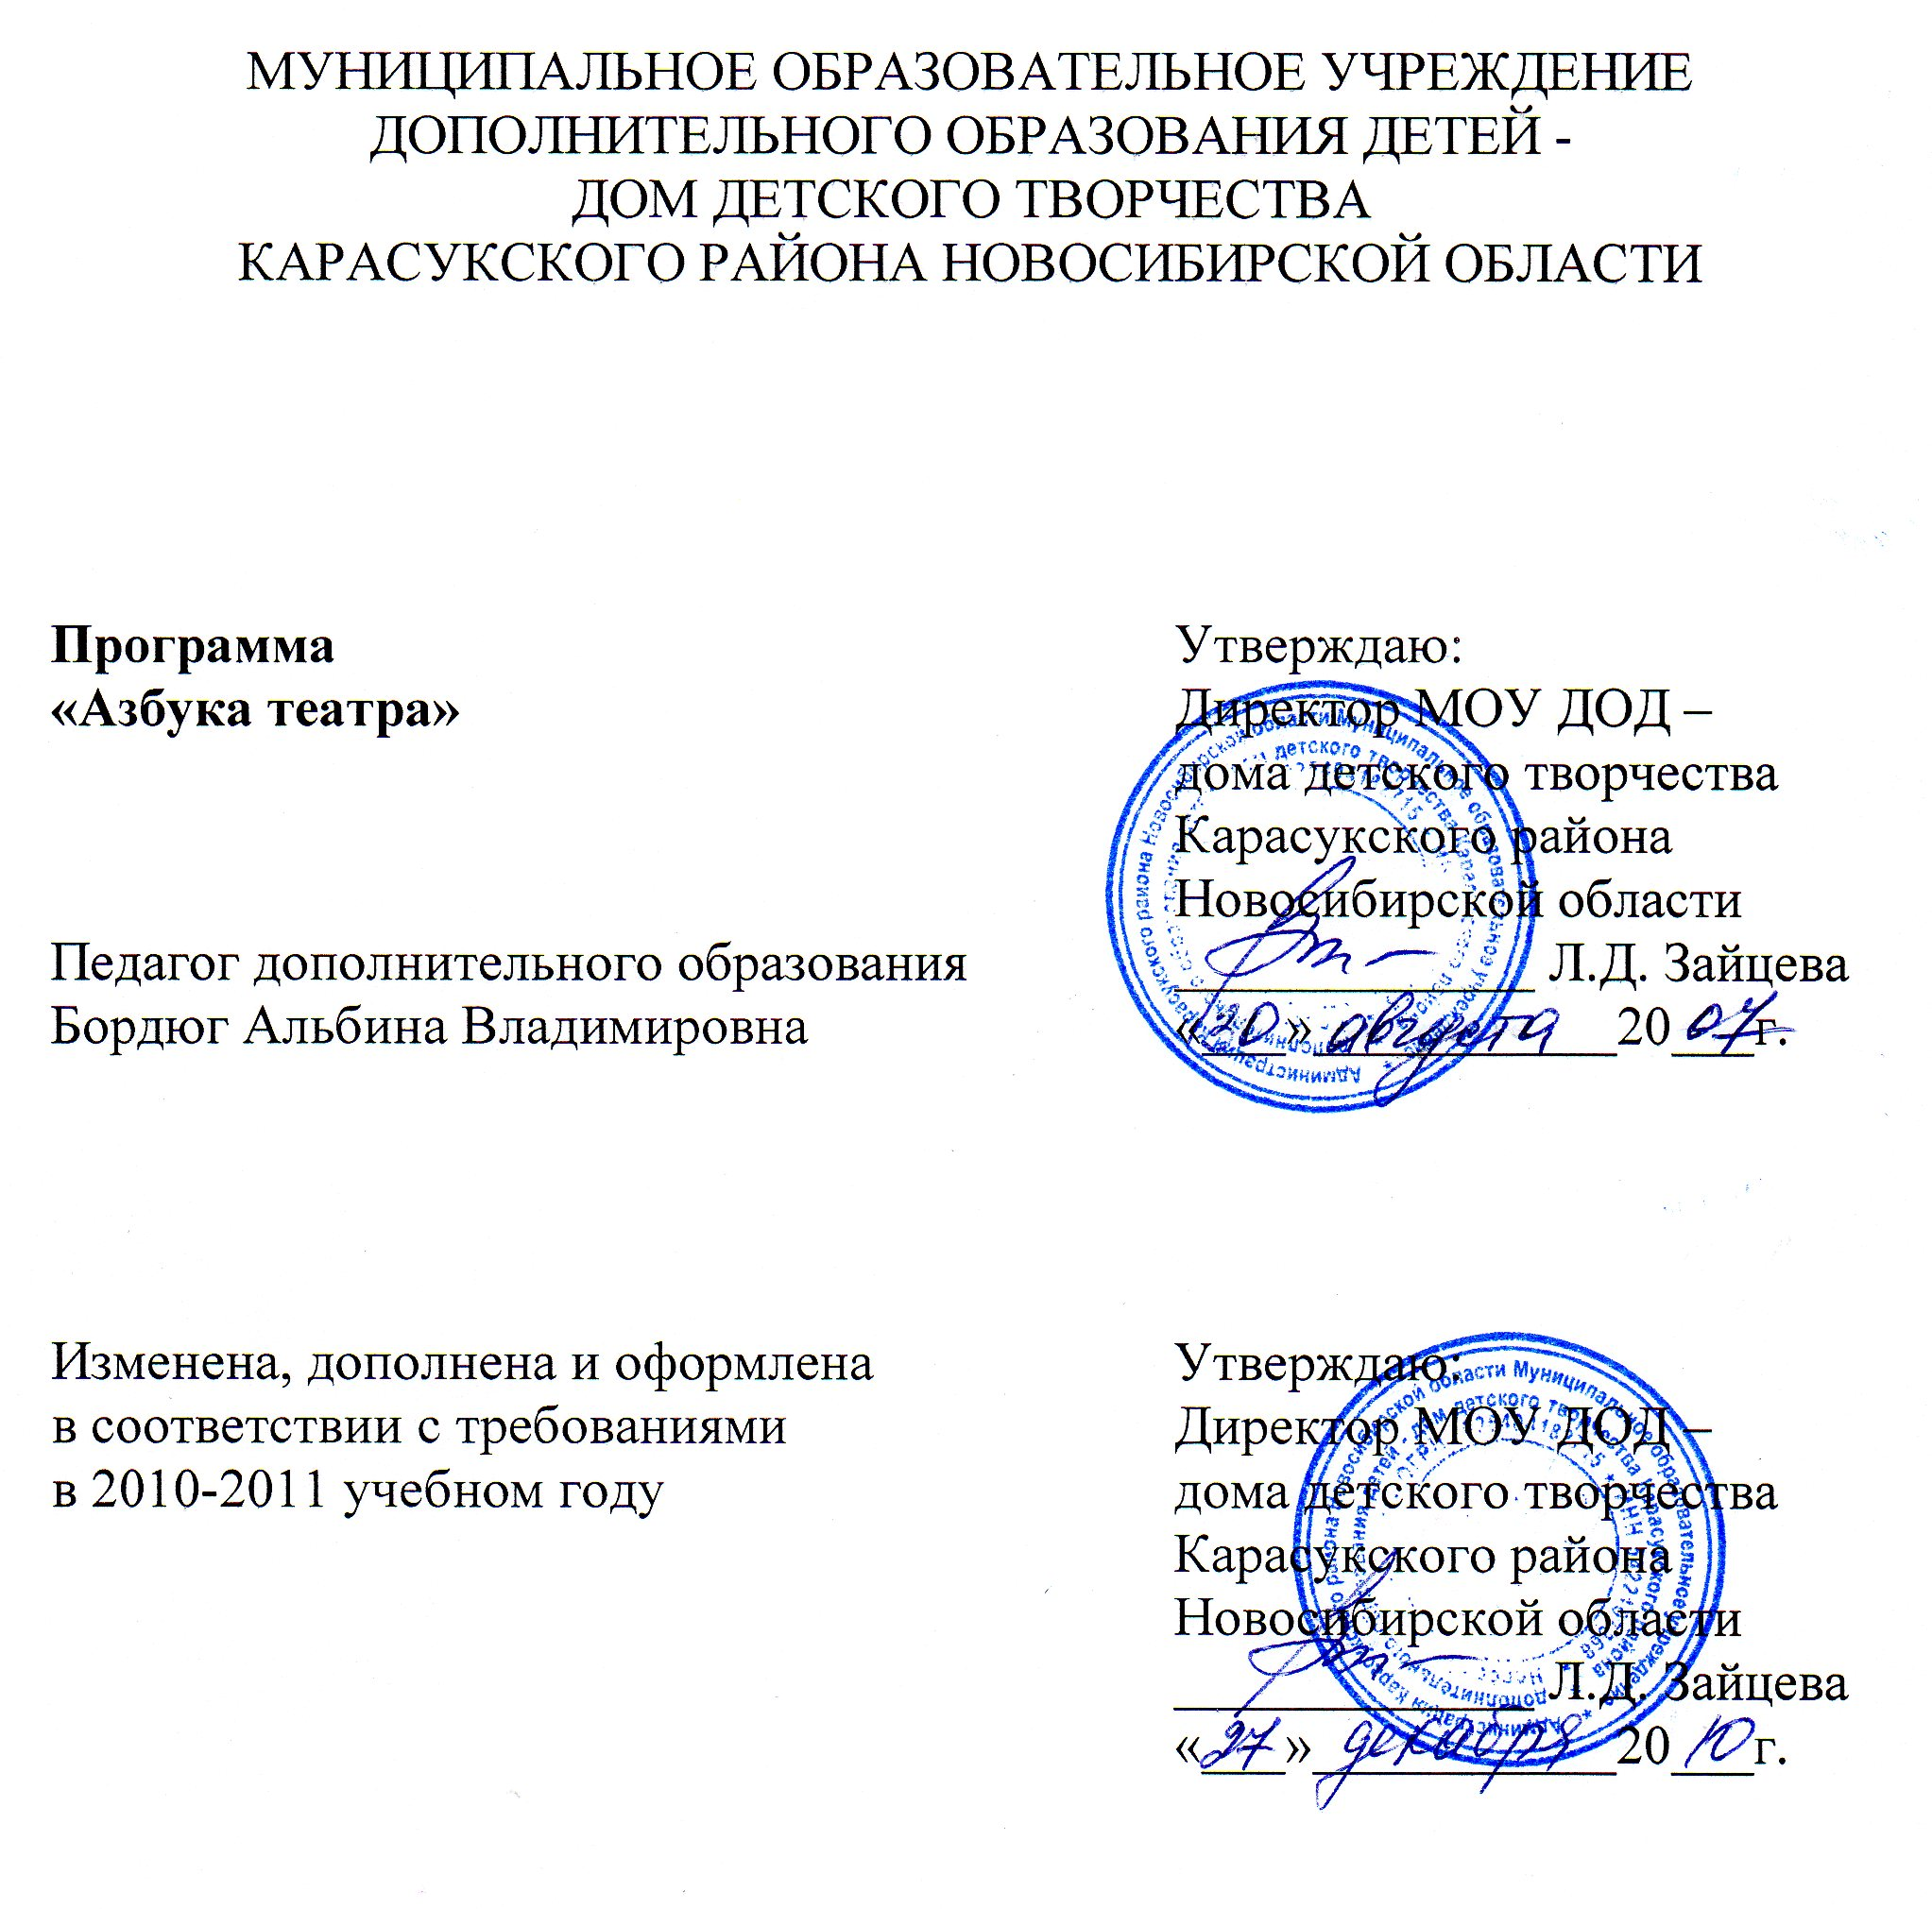 МУНИЦИПАЛЬНОЕ ОБРАЗОВАТЕЛЬНОЕ УЧРЕЖДЕНИЕ
ДОПОЛНИТЕЛЬНОГО ОБРАЗОВАНИЯ ДЕТЕЙ -
ДОМ ДЕТСКОГО ТВОРЧЕСТВА
КАРАСУКСКОГО РАЙОНА НОВОСИБИРСКОЙ ОБЛАСТИ
Программа
«Азбука театра»
Педагог дополнительного образования
Бордюг Альбина Владимировна
Утверждаю:
Директор МОУ ДОД –
дома детского творчества
Карасукского района
Новосибирской области
Л.Д. Зайцева
«20» августа 2007г.
Изменена, дополнена и оформлена
в соответствии с требованиями
в 2010-2011 учебном году
Утверждаю:
Директор МОУ ДОД –
дома детского творчества
Карасукского района
Новосибирской области
Л.Д. Зайцева
«27» декабря 2010г.